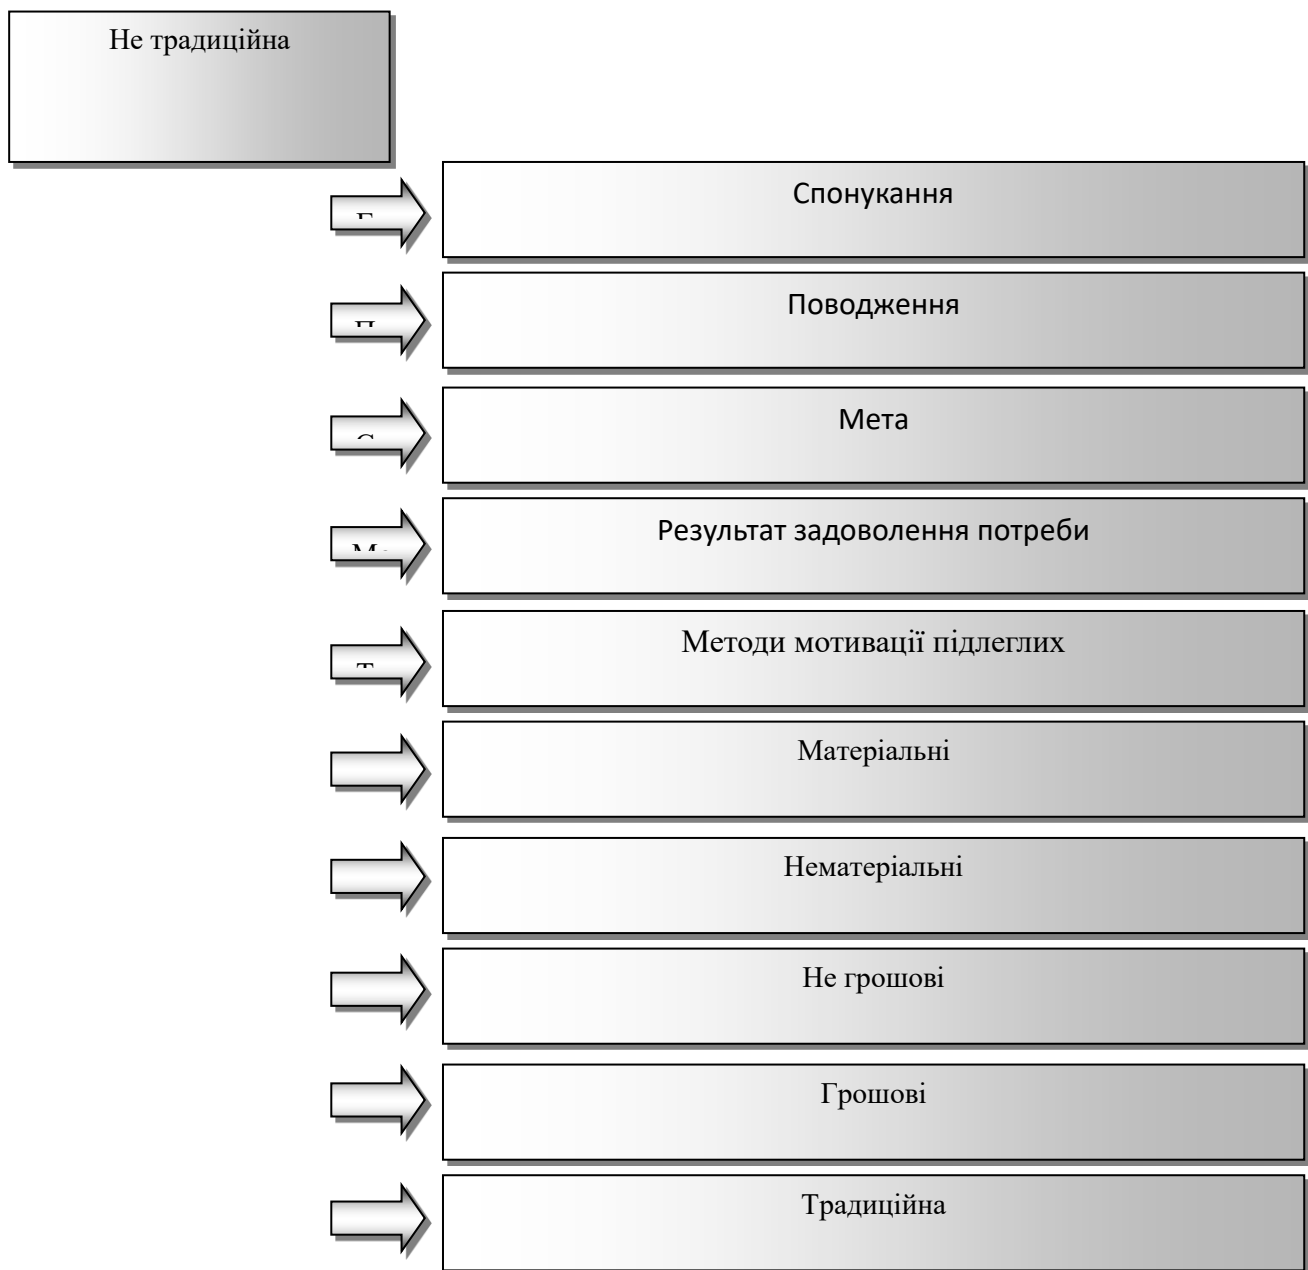 Не традиційна
Спонукання
Поводження
Мета
Результат задоволення потреби
Методи мотивації підлеглих
Матеріальні
Нематеріальні
Не грошові
Грошові
Традиційна